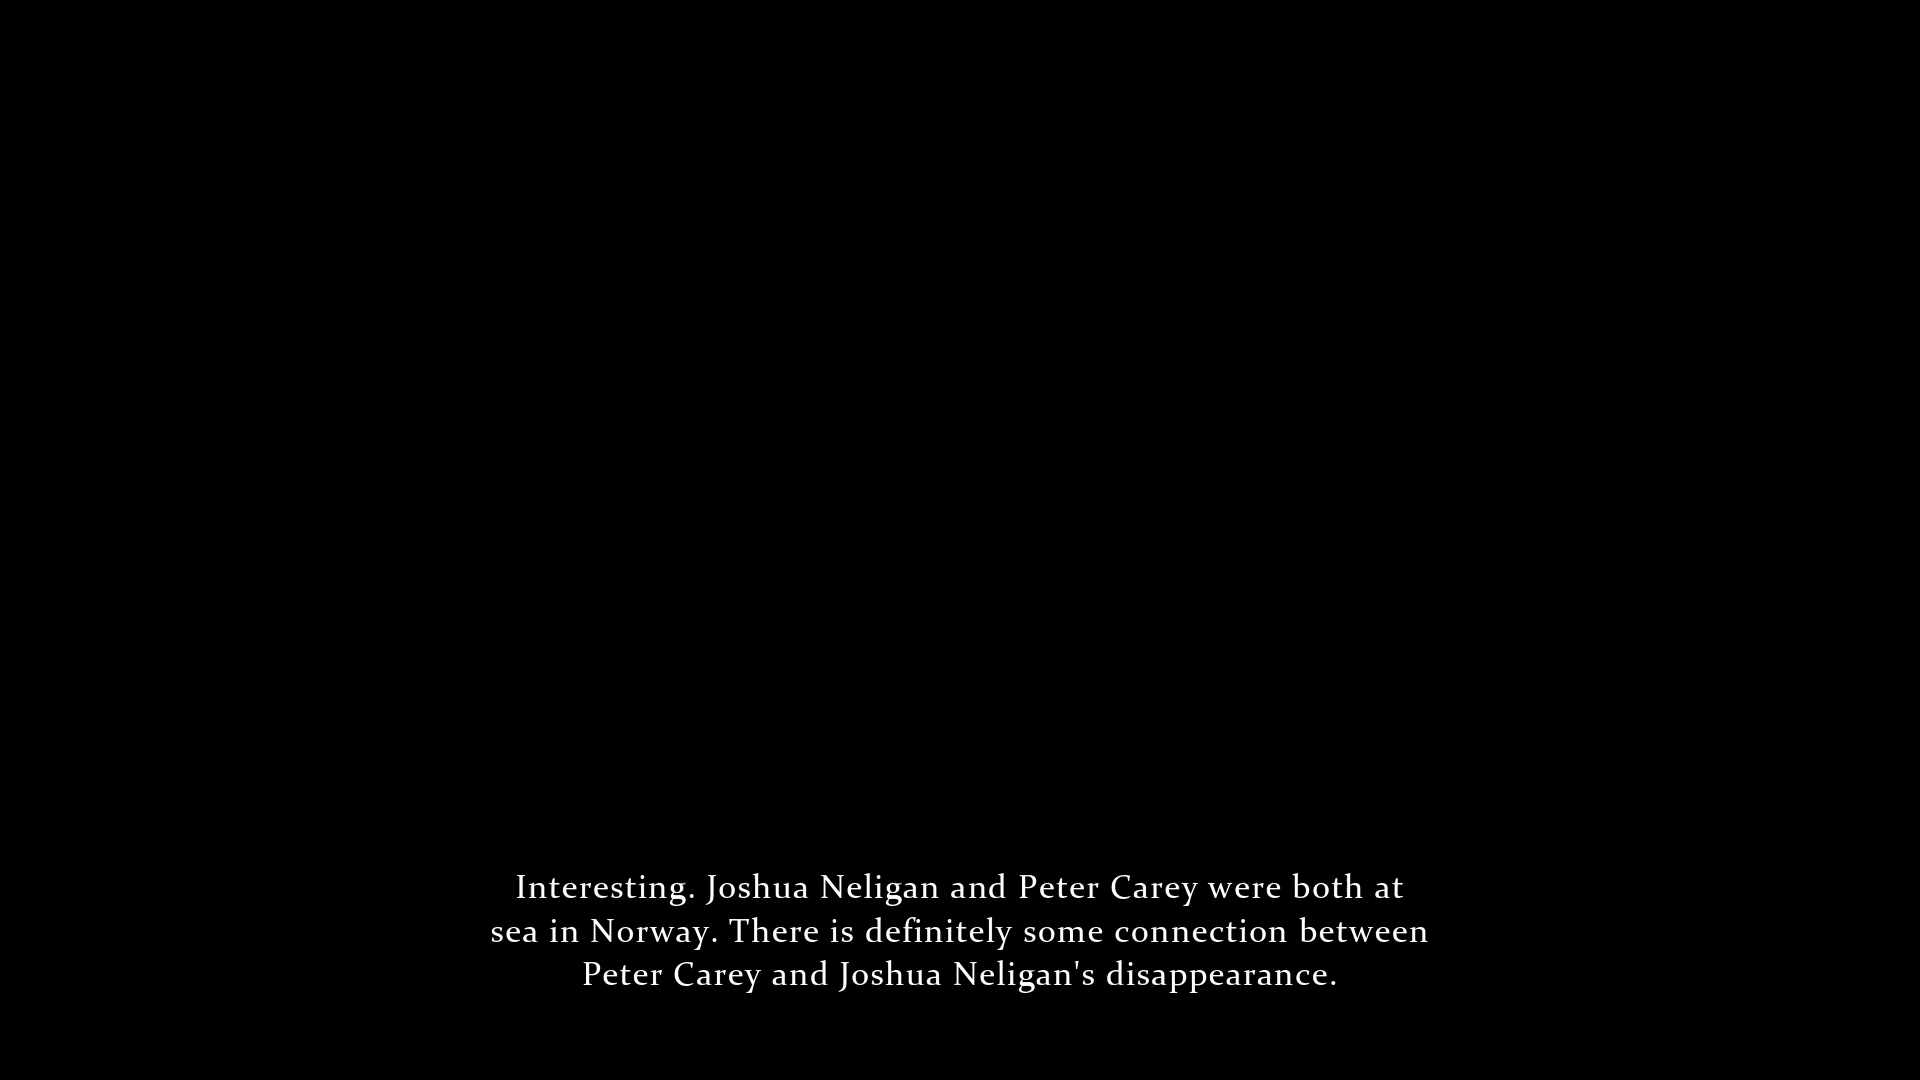 Interesting. Joshua Neligan and Peter Carey were both at
sea in Norway. There is definitely some connection between
Peter Carey and Joshua Neligan's disappearance.